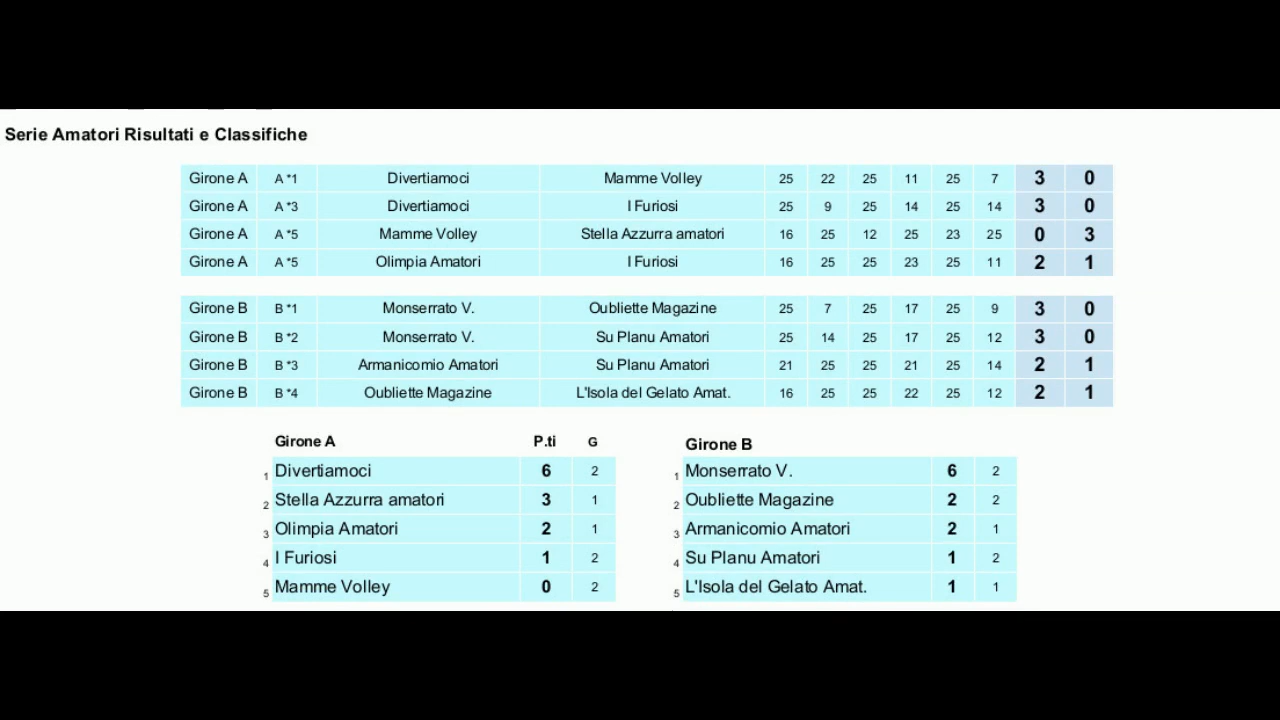 Serie Amatori Risultati e Classifiche
Girone A A *1 Divertiamoci Mamme Volley 25 22 25 11 25 7 3 0
Girone A A *3 Divertiamoci I Furiosi 25 9 25 14 25 14 3 0
Girone A A *5 Mamme Volley Stella Azzurra amatori 16 25 12 25 23 25 0 3
Girone A A *5 Olimpia Amatori I Furiosi 16 25 25 23 25 11 2 1
Girone B B *1 Monserrato V. Oubliette Magazine 25 7 25 17 25 9 3 0
Girone B B *2 Monserrato V. Su Planu Amatori 25 14 25 17 25 12 3 0
Girone B B *3 Armanicomio Amatori Su Planu Amatori 21 25 25 21 25 14 2 1
Girone B B *4 Oubliette Magazine L'Isola del Gelato Amat. 16 25 25 22 25 12 2 1
Girone A P.ti G
1 Divertiamoci 6 2
2 Stella Azzurra amatori 3 1
3 Olimpia Amatori 2 1
4 I Furiosi 1 2
5 Mamme Volley 0 2
Girone B
1 Monserrato V. 6 2
2 Oubliette Magazine 2 2
3 Armanicomio Amatori 2 1
4 Su Planu Amatori 1 2
5 L'Isola del Gelato Amat. 1 1